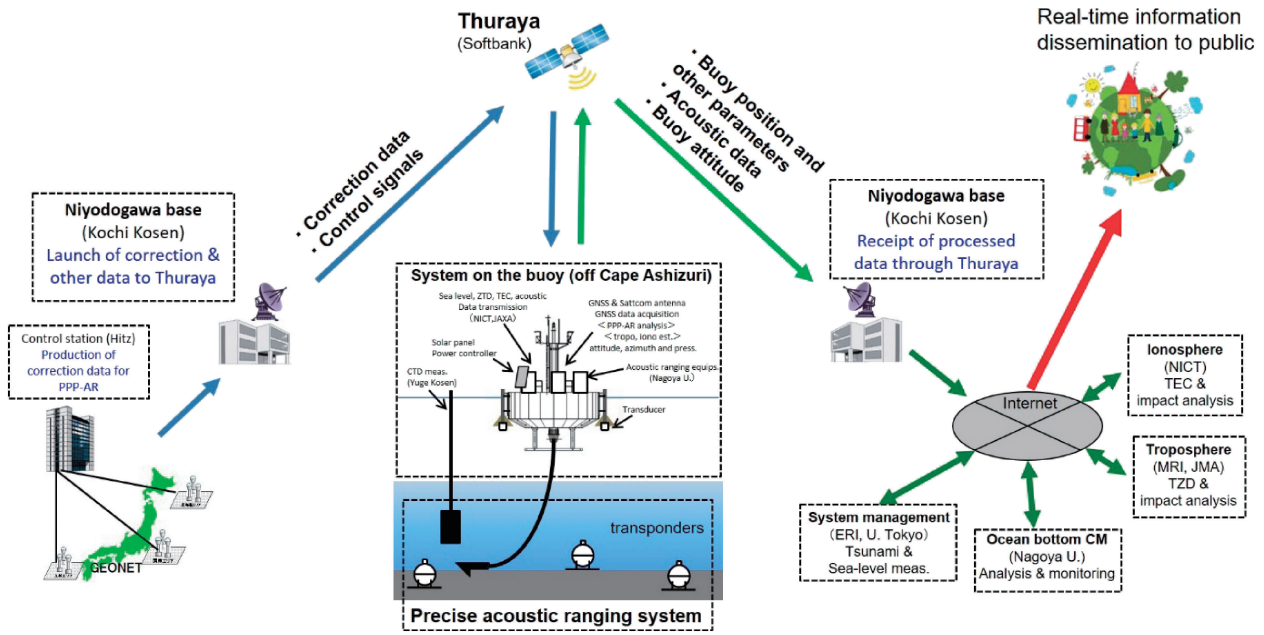 Thuraya
(Softbank)
Real-time information
dissemination to public
・Correction data
・Control signals
・Buoy position and
other parameters
・Acoustic data
・Buoy attitude
Niyodogawa base
(Kochi Kosen)
Launch of correction &
other data to Thuraya
Control station (Hitz)
Production of
correction data for
PPP-AR
GEONET
System on the buoy (off Cape Ashizuri)
Sea level, ZTD, TEC, acoustic
Data transmission
(NICT,JAXA)
Solar panel
Power controller
CTD meas.
(Yuge Kosen)
GNSS & Sattcom antenna
GNSS data acquisition
＜PPP-AR analysis＞
＜tropo, iono est.＞
attitude, azimuth and press.
Acoustic ranging equips.
(Nagoya U.)
Transducer
transponders
Precise acoustic ranging system
Niyodogawa base
(Kochi Kosen)
Receipt of processed
data through Thuraya
Internet
Ionosphere
(NICT)
TEC &
impact analysis
Troposphere
(MRI, JMA)
TZD &
impact analysis
System management
(ERI, U. Tokyo)
Tsunami &
Sea-level meas.
Ocean bottom CM
(Nagoya U.)
Analysis & monitoring